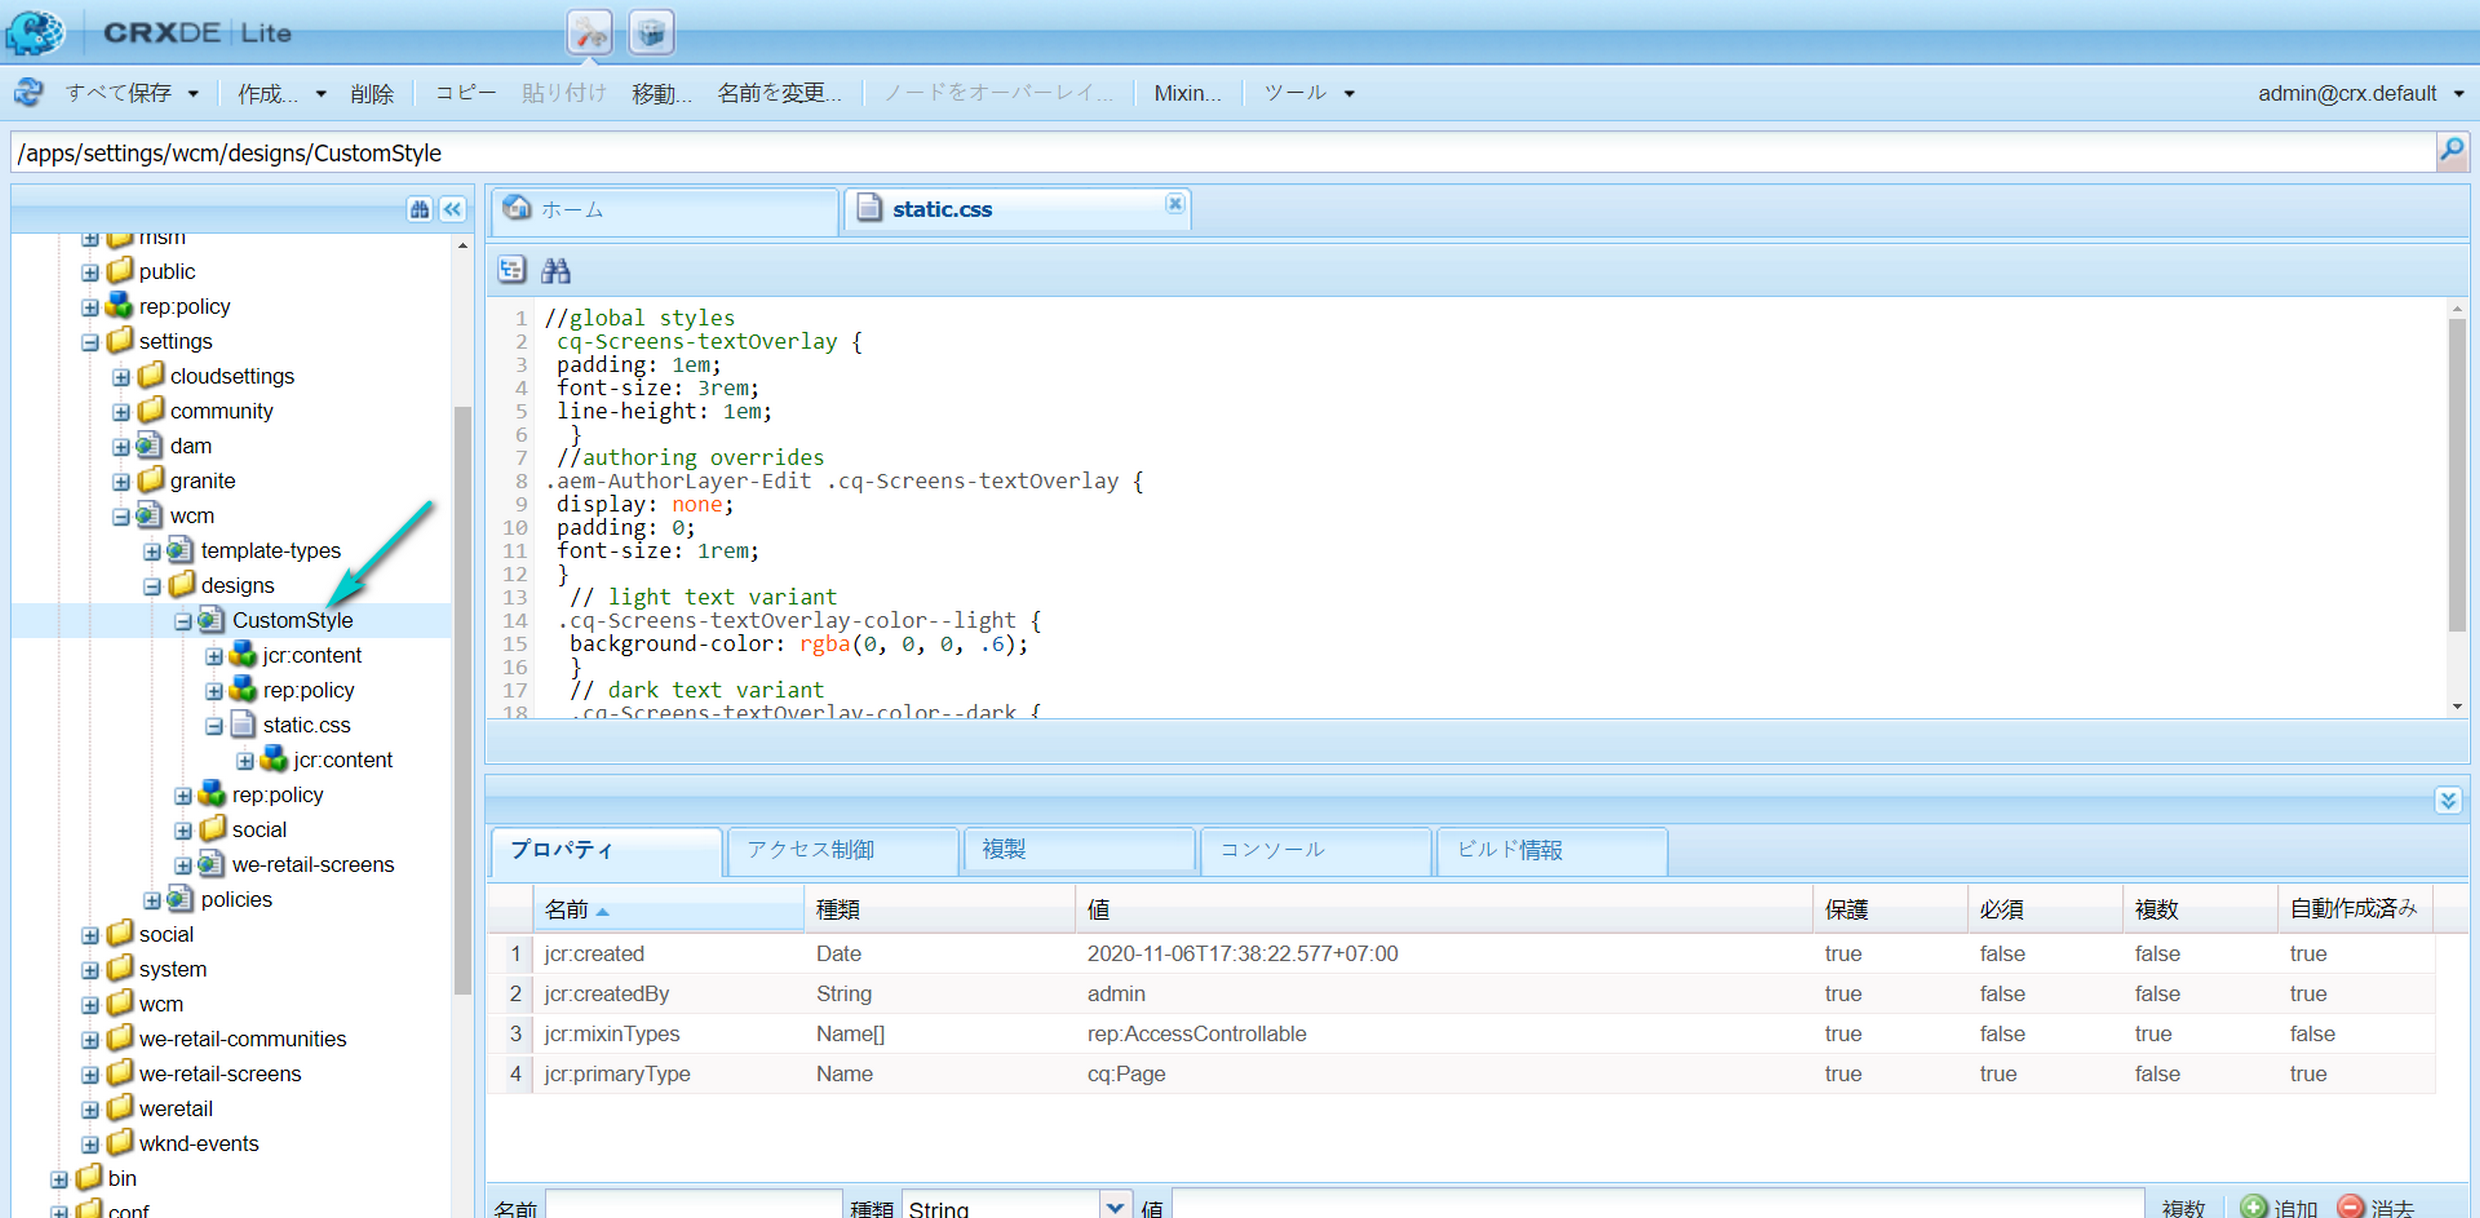 CRXDE | Lite
すべて保存 作成... 削除 コピー 貼り付け 移動... 名前を変更... ノードをオーバーレイ... Mixin... ツール admin@crx.default
/apps/settings/wcm/designs/CustomStyle
msm
public
rep:policy
settings
cloudsettings
community
dam
granite
wcm
template-types
designs
CustomStyle
jcr:content
rep:policy
static.css
jcr:content
rep:policy
social
we-retail-screens
policies
social
system
wcm
we-retail-communities
we-retail-screens
weretail
wknd-events
bin
conf
ホーム static.css
1 //global styles
2 cq-Screens-textOverlay {
3 padding: 1em;
4 font-size: 3rem;
5 line-height: 1em;
6 }
7 //authoring overrides
8 .aem-AuthorLayer-Edit .cq-Screens-textOverlay {
9 display: none;
10 padding: 0;
11 font-size: 1rem;
12 }
13 // light text variant
14 .cq-Screens-textOverlay-color--light {
15 background-color: rgba(0, 0, 0, .6);
16 }
17 // dark text variant
18 .cq-Screens-textOverlay-color--dark {
プロパティ アクセス制御 複製 コンソール ビルド情報
名前 種類 値 保護 必須 複数 自動作成済み
1 jcr:created Date 2020-11-06T17:38:22.577+07:00 true false false true
2 jcr:createdBy String admin true false false true
3 jcr:mixinTypes Name[] rep:AccessControllable true false true false
4 jcr:primaryType Name cq:Page true true false true
名前 種類 String 値 複数 追加 消去